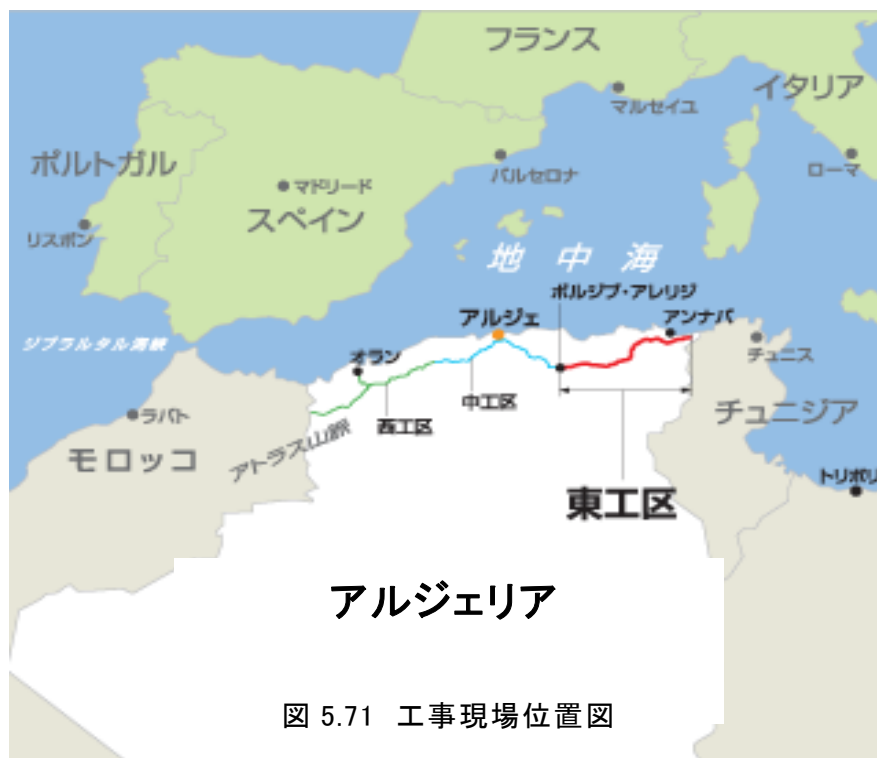 フランス
イタリア
マルセイユ
ポルトガル
マドリード
バルセロナ
ローマ
スペイン
リスボン
地中海
ボルジブ・アレリジ
アルジェ
アンナバ
ジブラルタル海峡
オラン
チュニス
中工区
ラバト
西工区
チュニジア
アトラス山脈
モロッコ
トリポリ
東工区
アルジェリア
図 5.71 工事現場位置図